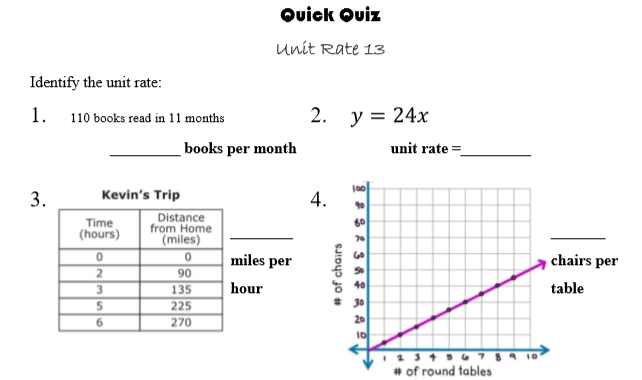 Quick Quiz
Unit Rate 13
Identify the unit rate:
1. 110 books read in 11 months
__________ books per month
2. y = 24x
unit rate =__________
3. Kevin's Trip
Time (hours) Distance from Home (miles)
0 0
2 90
3 135
5 225
6 270
_________ miles per hour
4.
# of chairs
100
90
80
70
60
50
40
30
20
10
1 2 3 4 5 6 7 8 9 10
# of round tables
________ chairs per table